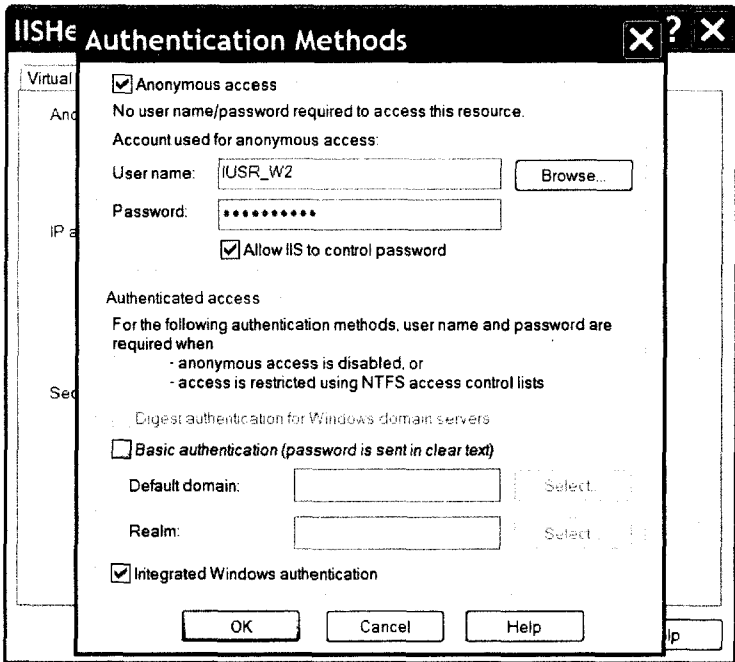 IISHe
Authentication Methods
?
Virtual
Anonymous access
Ano
No user name/password required to access this resource.
Account used for anonymous access:
User name: IUSR_W2 Browse...
Password: ••••••••••
IP a
Allow IIS to control password
Authenticated access
For the following authentication methods, user name and password are
required when
- anonymous access is disabled, or
- access is restricted using NTFS access control lists
Sec
Digest authentication for Windows domain servers
Basic authentication (password is sent in clear text)
Default domain: Select...
Realm: Select...
Integrated Windows authentication
OK Cancel Help
lp